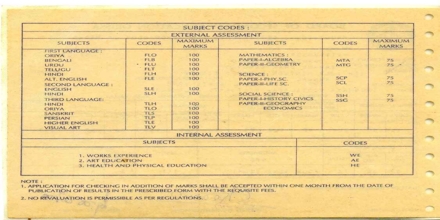 SUBJECT CODES :
EXTERNAL ASSESSMENT
SUBJECTS CODES MAXIMUM MARKS SUBJECTS CODES MAXIMUM MARKS
FIRST LANGUAGE : MATHEMATICS :
ORIYA FLO 100 PAPER-I-ALGEBRA MTA 75
BENGALI FLB 100 PAPER-II-GEOMETRY MTG 75
URDU FLU 100
TELUGU FLT 100 SCIENCE :
HINDI FLH 100 PAPER-I-PHY.SC SCP 75
ALT. ENGLISH FLE 100 PAPER-II-LIFE SC SCL 75
SECOND LANGUAGE :
ENGLISH SLE 100 SOCIAL SCIENCE :
HINDI SLH 100 PAPER-I-HISTORY CIVICS SSH 75
THIRD LANGUAGE: PAPER-II-GEOGRAPHY SSG 75
HINDI TLH 100 ECONOMICS
ORIYA TLO 100
SANSKRIT TLS 100
PERSIAN TLP 100
HIGHER ENGLISH TLE 100
VISUAL ART TLV 100
INTERNAL ASSESSMENT
SUBJECTS CODES
1. WORKS EXPERIENCE WE
2. ART EDUCATION AE
3. HEALTH AND PHYSICAL EDUCATION HE
NOTE :
1. APPLICATION FOR CHECKING IN ADDITION OF MARKS SHALL BE ACCEPTED WITHIN ONE MONTH FROM THE DATE OF
PUBLICATION OF RESULTS IN THE PRESCRIBED FORM WITH THE REQUISITE FEES.
2. NO REVALUATION IS PERMISSIBLE AS PER REGULATIONS.